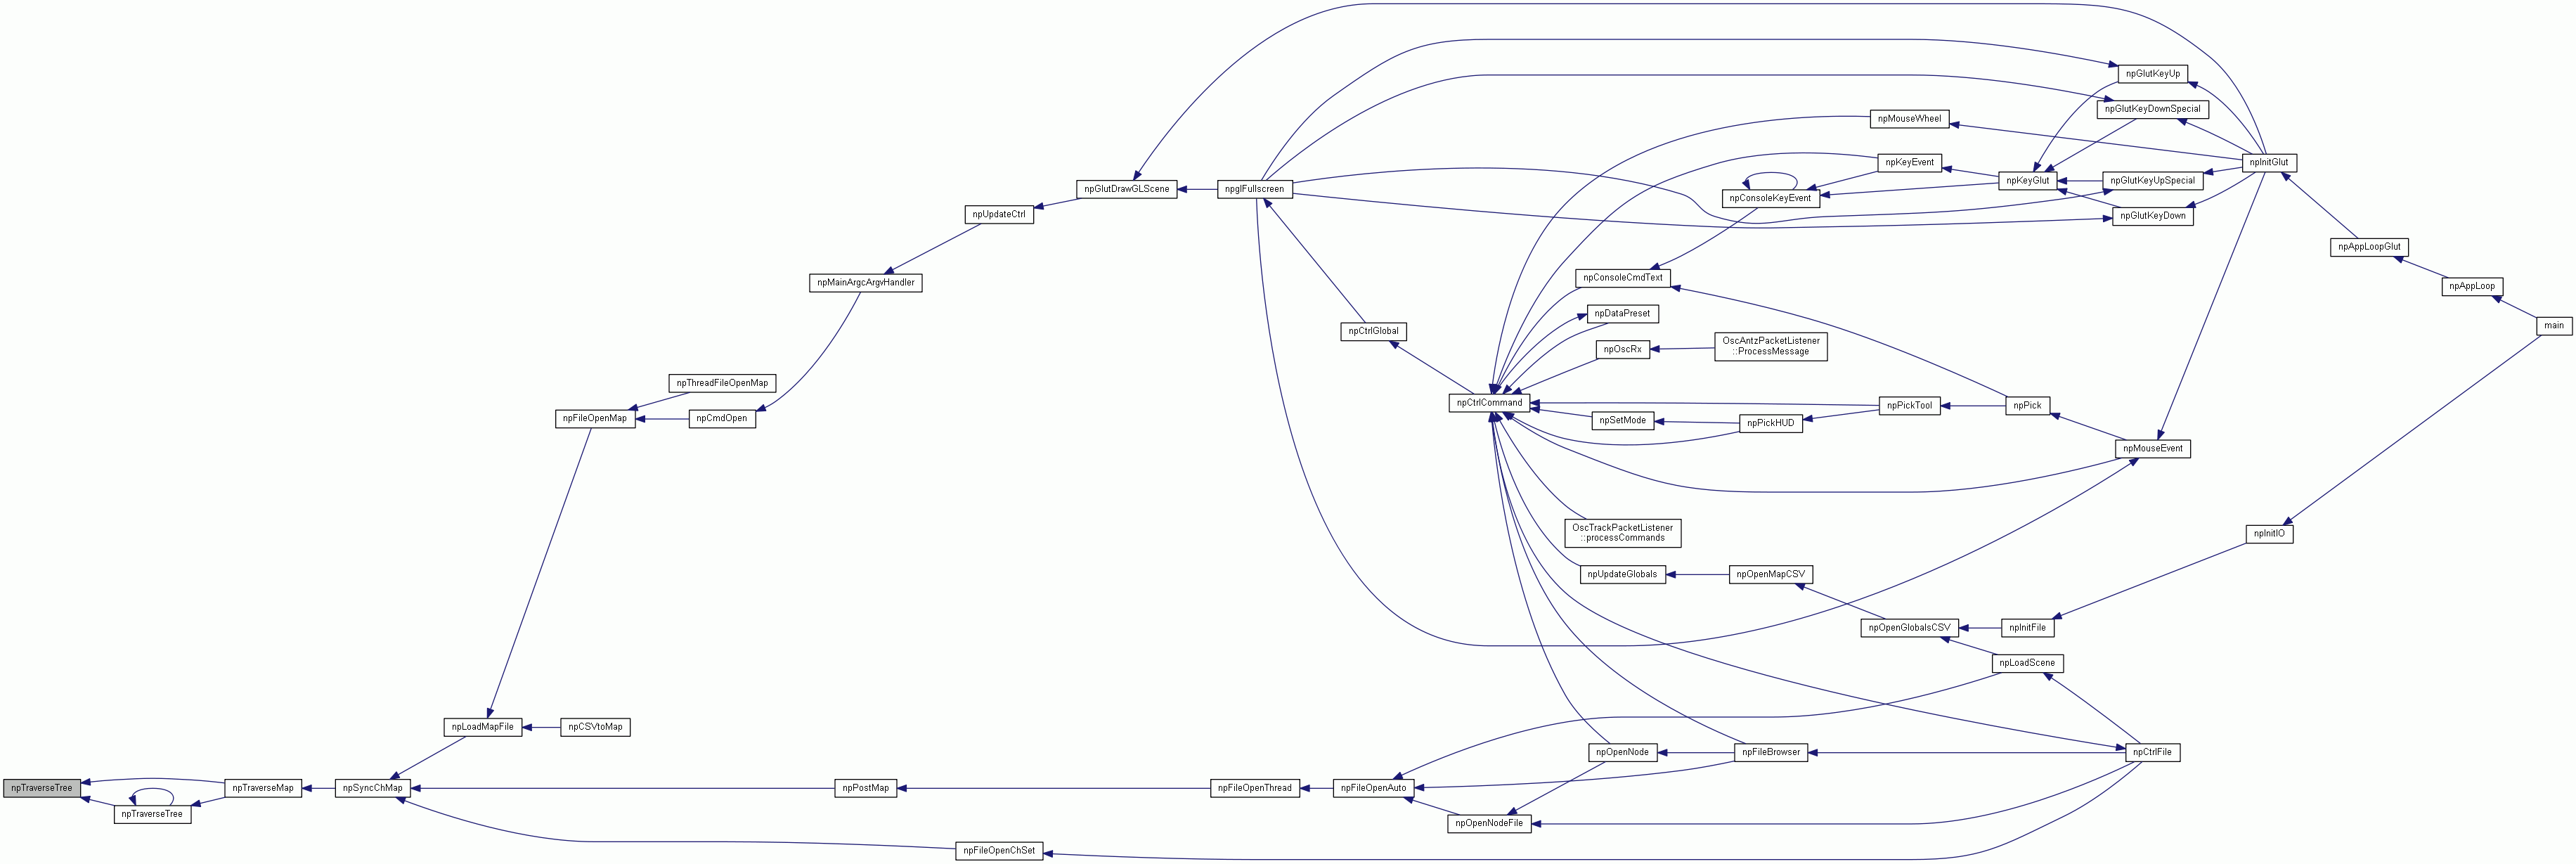 npGlutKeyUp
npGlutKeyDownSpecial
npMouseWheel
npKeyEvent
npInitGlut
npKeyGlut
npGlutKeyUpSpecial
npGlutDrawGLScene
npglFullscreen
npConsoleKeyEvent
npUpdateCtrl
npGlutKeyDown
npAppLoopGlut
npMainArgcArgvHandler
npConsoleCmdText
npAppLoop
npDataPreset
main
npCtrlGlobal
OscAntzPacketListener
::ProcessMessage
npOscRx
npThreadFileOpenMap
npCtrlCommand
npPickTool
npPick
npFileOpenMap
npCmdOpen
npSetMode
npPickHUD
npMouseEvent
OscTrackPacketListener
::processCommands
npInitIO
npUpdateGlobals
npOpenMapCSV
npOpenGlobalsCSV
npInitFile
npLoadScene
npLoadMapFile
npCSVtoMap
npOpenNode
npFileBrowser
npCtrlFile
npTraverseTree
npTraverseMap
npSyncChMap
npPostMap
npFileOpenThread
npFileOpenAuto
npTraverseTree
npOpenNodeFile
npFileOpenChSet